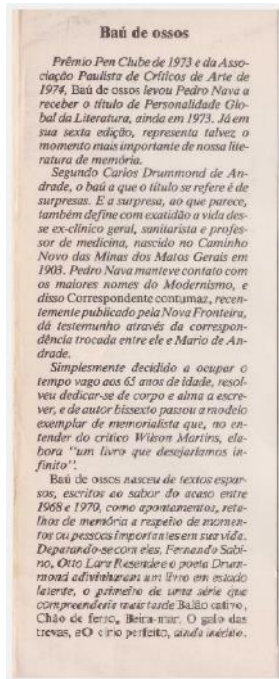 Baú de ossos
Prêmio Pen Clube de 1973 e da Asso-
ciação Paulista de Críticos de Arte de
1974, Baú de ossos levou Pedro Nava a
receber o título de Personalidade Glo-
bal da Literatura, ainda em 1973. Já em
sua sexta edição, representa talvez o
momento mais importante de nossa lite-
ratura de memória.
Segundo Carlos Drummond de An-
drade, o baú a que o título se refere é de
surpresas. E a surpresa, ao que parece,
também define com exatidão a vida des-
se ex-clínico geral, sanitarista e profes-
sor de medicina, nascido no Caminho
Novo das Minas dos Matos Gerais em
1903. Pedro Nava manteve contato com
os maiores nomes do Modernismo, e
disso Correspondente contumaz, recen-
temente publicado pela Nova Fronteira,
dá testemunho através da correspon-
dência trocada entre ele e Mario de An-
drade.
Simplesmente decidido a ocupar o
tempo vago aos 65 anos de idade, resol-
veu dedicar-se de corpo e alma a escre-
ver, e de autor bissexto passou a modelo
exemplar de memorialista que, no en-
tender do crítico Wilson Martins, ela-
bora "um livro que desejaríamos in-
finito".
Baú de ossos nasceu de textos espar-
sos, escritos ao sabor do acaso entre
1968 e 1970, como apontamentos, reta-
lhos de memória a respeito de momen-
tos ou pessoas importantes em sua vida.
Deparando-se com eles, Fernando Sabi-
no, Otto Lara Resende e o poeta Drum-
mond adivinharam um livro em estado
latente, o primeiro de uma série que
compreenderia mais tarde Balão cativo,
Chão de ferro, Beira-mar, O galo das
trevas, e O círio perfeito, ainda inédito.